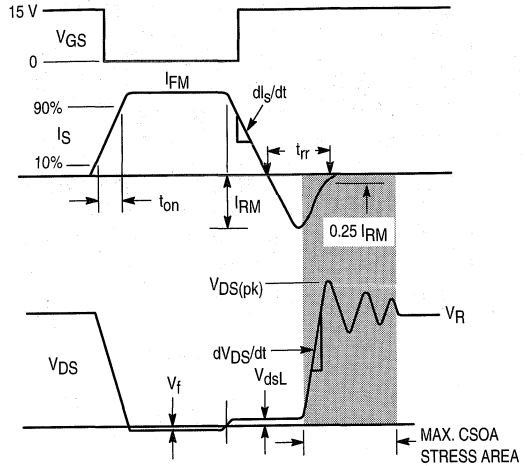 15 V
VGS
0
IFM
90%
dIS/dt
IS
trr
10%
ton
IRM
0.25 IRM
VDS(pk)
VR
dVDS/dt
VDS
Vf
VdsL
MAX. CSOA
STRESS AREA